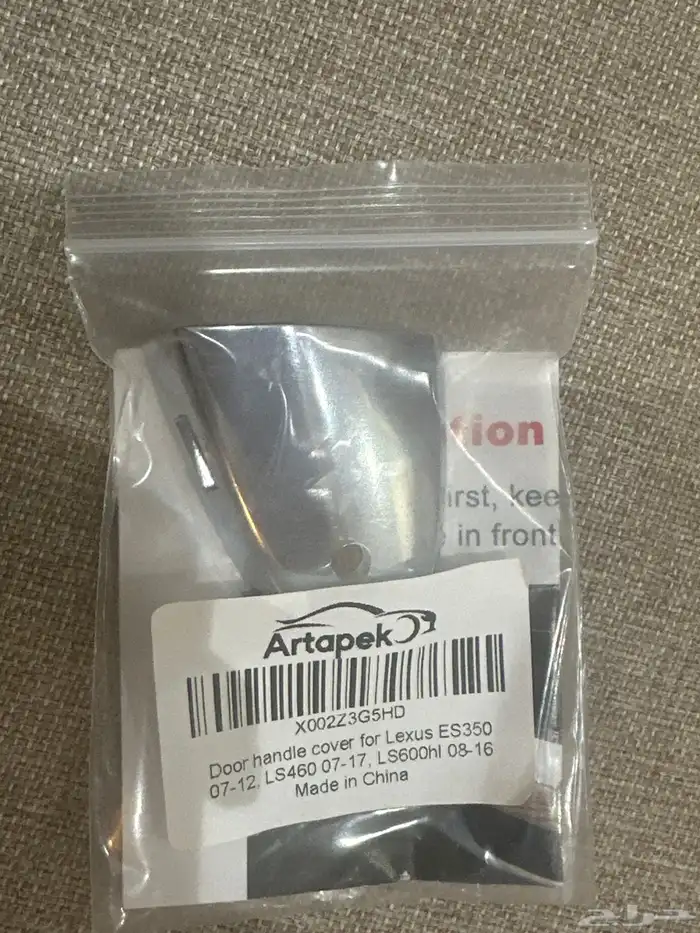 tion
irst, kee
in front
Artapek
X002Z3G5HD
Door handle cover for Lexus ES350
07-12, LS460 07-17, LS600hl 08-16
Made in China
حراج